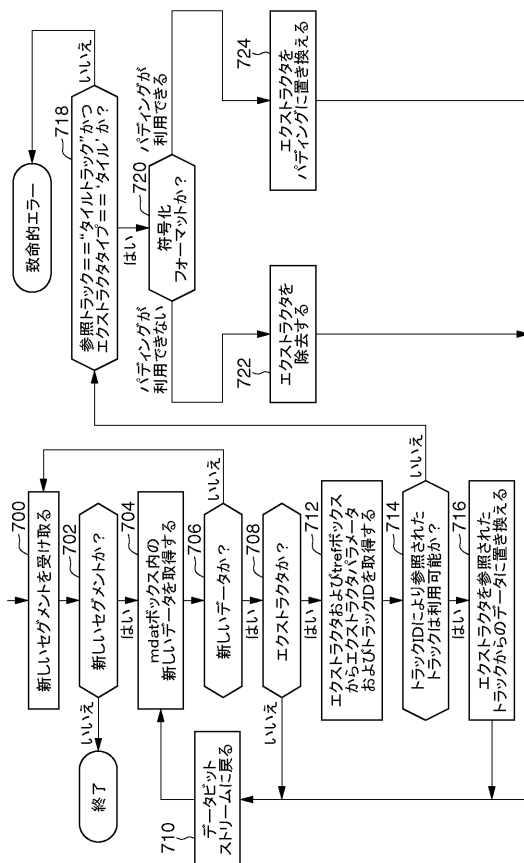 700
新しいセグメントを受け取る
702
新しいセグメントか?
いいえ
終了
はい
704
mdatボックス内の
新しいデータを取得する
706
新しいデータか?
いいえ
はい
708
エクストラクタか?
いいえ
710
データビット
ストリームに戻る
はい
712
エクストラクタおよびtrefボックス
からエクストラクタパラメータ
およびトラックIDを取得する
714
トラックIDにより参照された
トラックは利用可能か?
いいえ
はい
716
エクストラクタを参照された
トラックからのデータに置き換える
718
参照トラック=="タイルトラック"かつ
エクストラクタタイプ=='タイル'か?
いいえ
致命的エラー
はい
720
符号化
フォーマットか?
パディングが
利用できない
パディングが
利用できる
722
エクストラクタを
除去する
724
エクストラクタを
パディングに置き換える